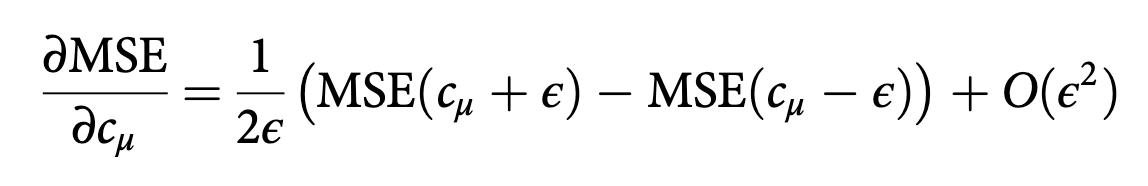 ∂MSE/∂c_μ = 1/2ϵ (MSE(c_μ + ϵ) − MSE(c_μ − ϵ)) + O(ϵ²)